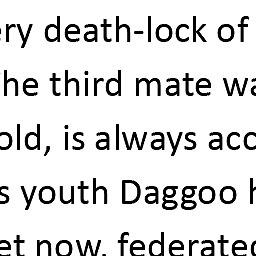 ery death-lock of
he third mate wa
old, is always acc
s youth Daggoo h
et now, federated